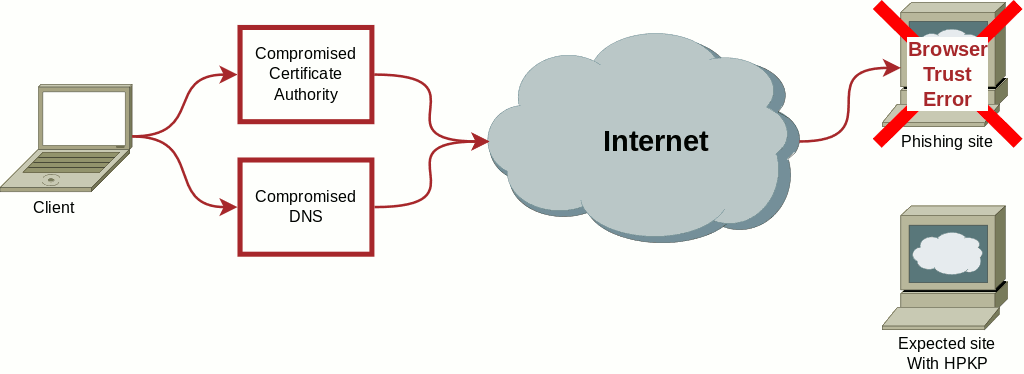 Client
Compromised
Certificate
Authority
Compromised
DNS
Internet
Browser
Trust
Error
Phishing site
Expected site
With HPKP